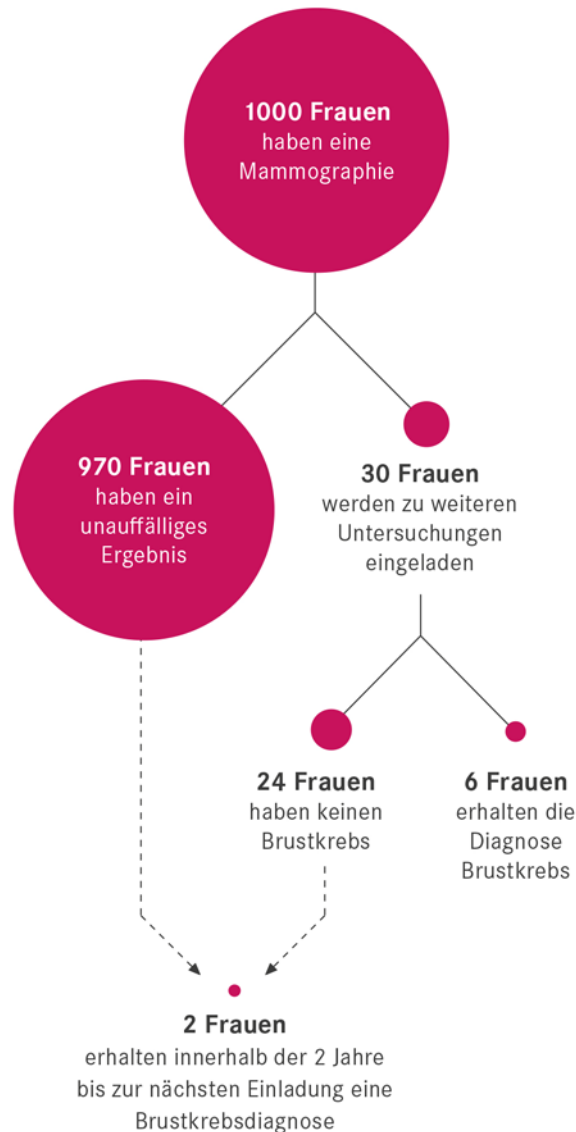 1000 Frauen
haben eine
Mammographie
970 Frauen
haben ein
unauffälliges
Ergebnis
30 Frauen
werden zu weiteren
Untersuchungen
eingeladen
24 Frauen
haben keinen
Brustkrebs
6 Frauen
erhalten die
Diagnose
Brustkrebs
2 Frauen
erhalten innerhalb der 2 Jahre
bis zur nächsten Einladung eine
Brustkrebsdiagnose